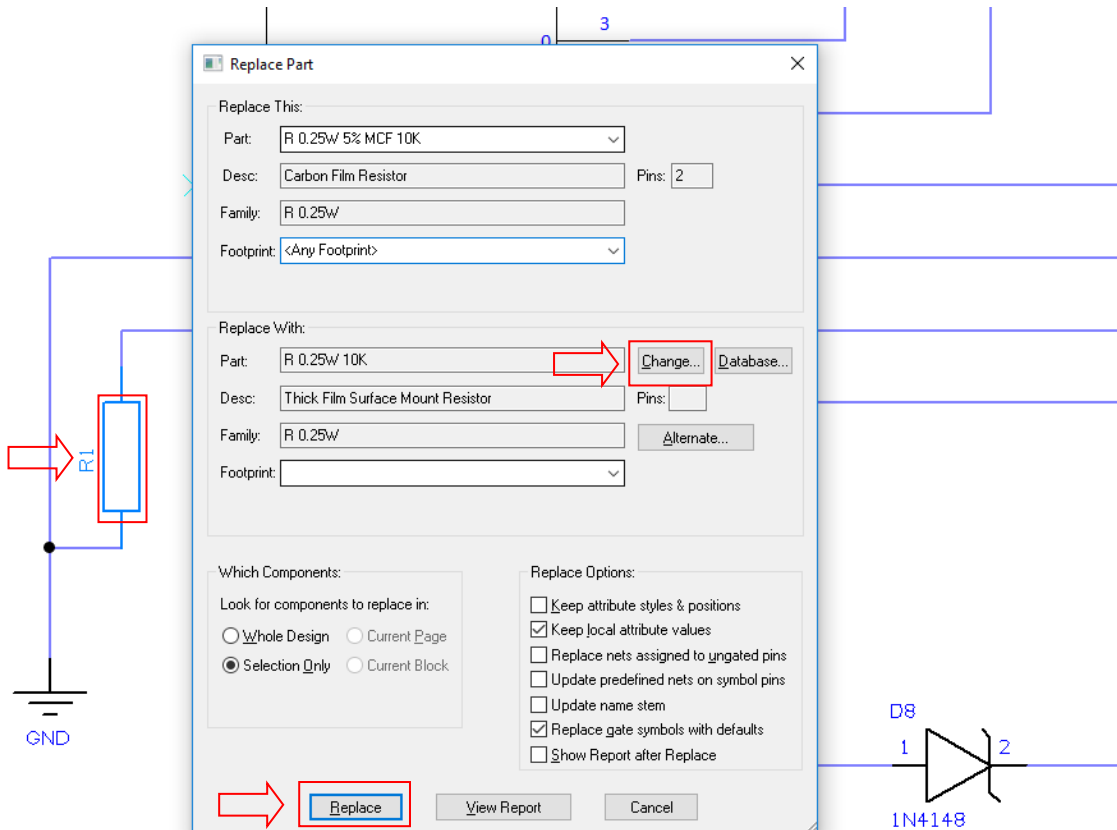 3
0
Replace Part
Replace This:
Part: R 0.25W 5% MCF 10K
Desc: Carbon Film Resistor Pins: 2
Family: R 0.25W
Footprint: <Any Footprint>
Replace With:
Part: R 0.25W 10K Change... Database...
Desc: Thick Film Surface Mount Resistor Pins:
Family: R 0.25W Alternate...
Footprint:
R1
GND
Which Components:
Look for components to replace in:
Whole Design Current Page
Selection Only Current Block
Replace Options:
Keep attribute styles & positions
Keep local attribute values
Replace nets assigned to ungated pins
Update predefined nets on symbol pins
Update name stem
Replace gate symbols with defaults
Show Report after Replace
Replace View Report Cancel
D8
1 2
1N4148